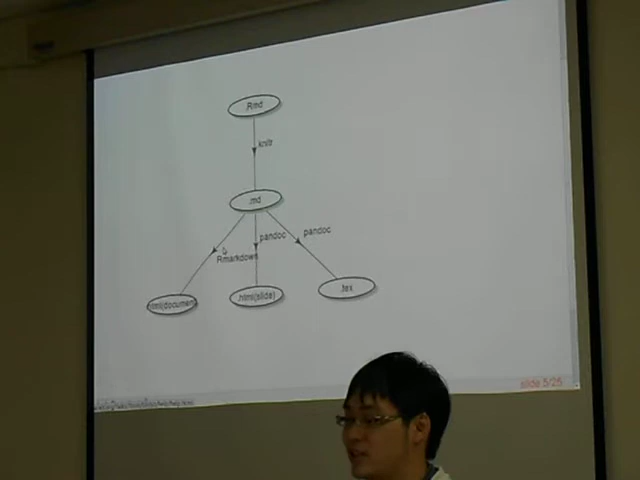 .Rmd
knitr
.md
pandoc
pandoc
Rmarkdown
.html(document)
.html(slide)
.tex
slide 5/25